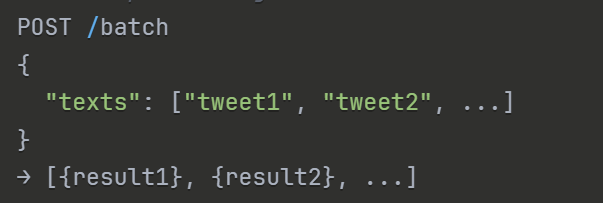 POST /batch
{
  "texts": ["tweet1", "tweet2", ...]
}
→ [{result1}, {result2}, ...]